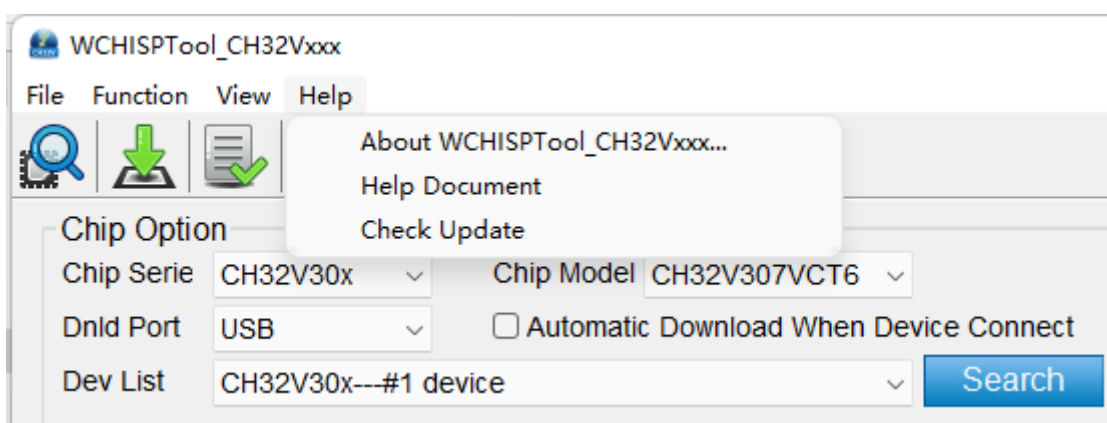 WCHISPTool_CH32Vxxx
File Function View Help
About WCHISPTool_CH32Vxxx...
Help Document
Check Update
Chip Option
Chip Serie CH32V30x Chip Model CH32V307VCT6
Dnld Port USB Automatic Download When Device Connect
Dev List CH32V30x---#1 device Search